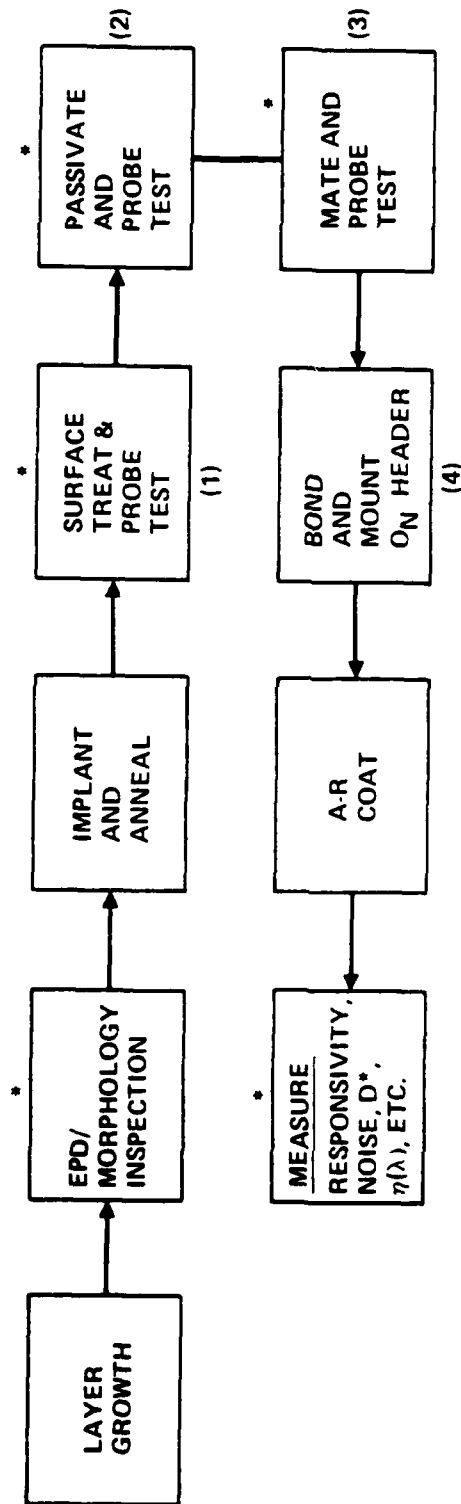 LAYER
GROWTH
*
EPD/
MORPHOLOGY
INSPECTION
IMPLANT
AND
ANNEAL
*
SURFACE
TREAT &
PROBE
TEST
(1)
*
PASSIVATE
AND
PROBE
TEST
(2)
*
MATE AND
PROBE
TEST
(3)
BOND
AND
MOUNT
ON HEADER
(4)
A-R
COAT
*
MEASURE
RESPONSIVITY,
NOISE, D*,
η(λ), ETC.